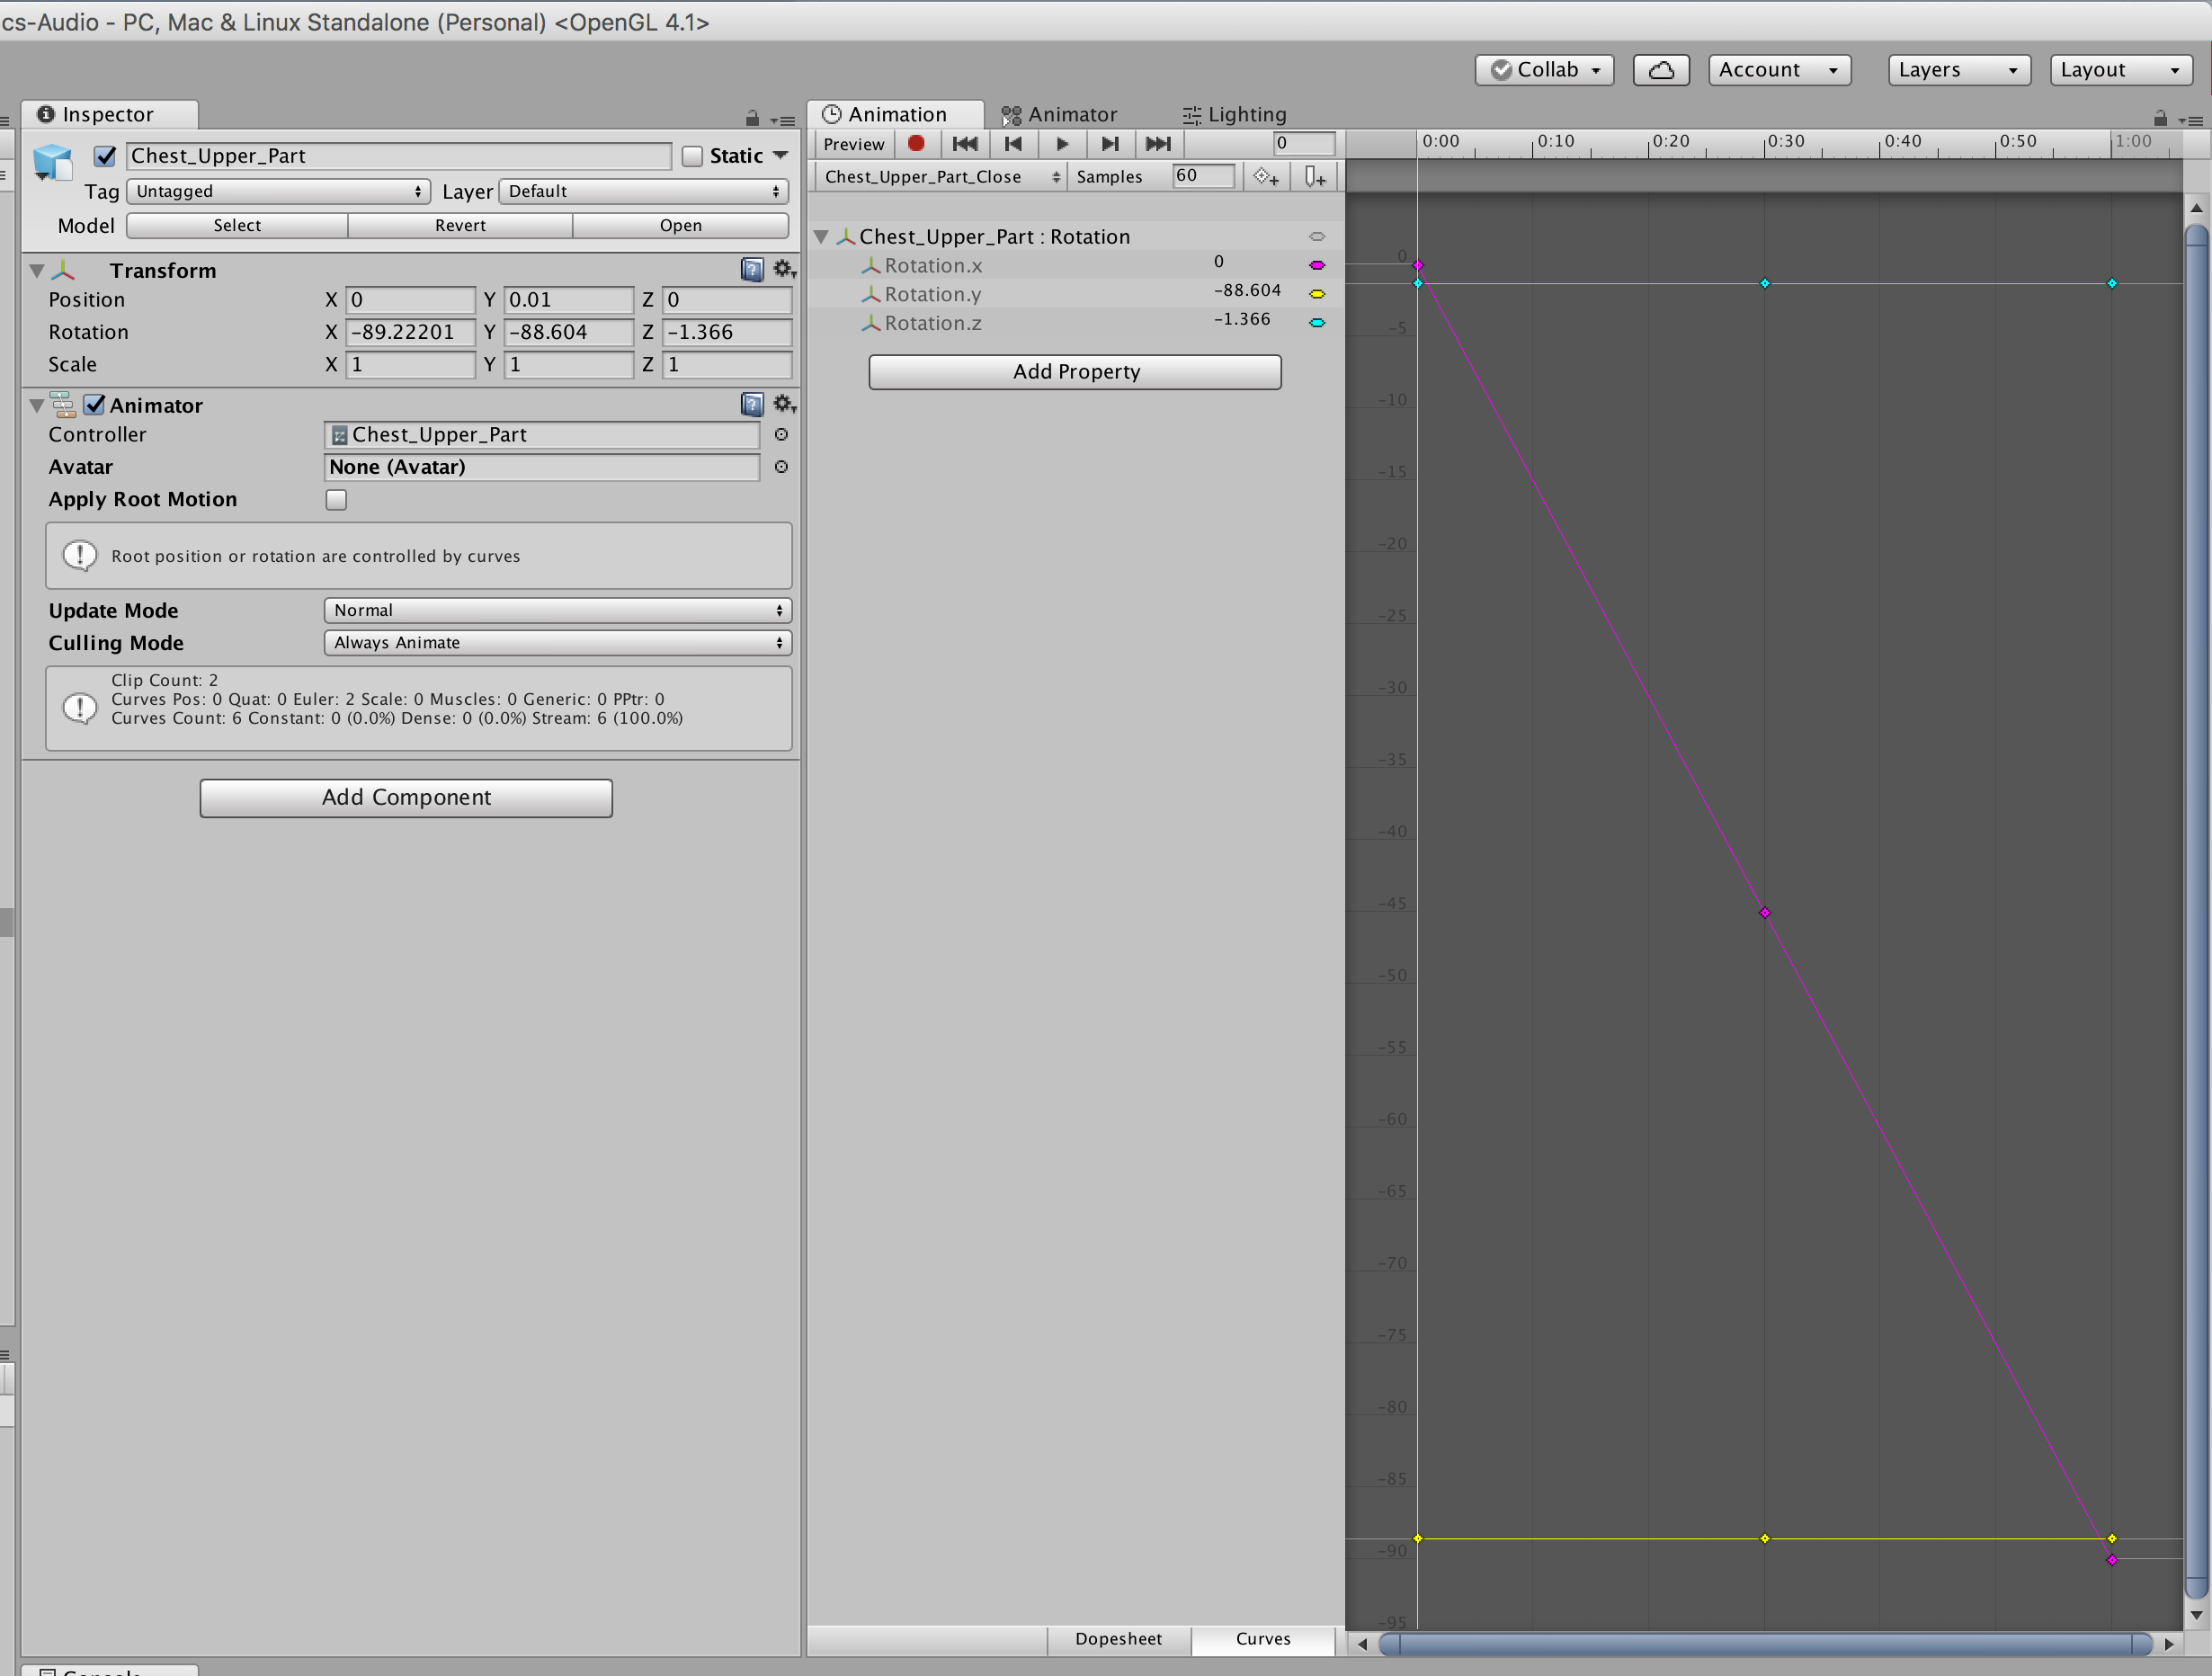 cs-Audio - PC, Mac & Linux Standalone (Personal) <OpenGL 4.1>
Collab
Account
Layers
Layout
Inspector
Chest_Upper_Part
Static
Tag
Untagged
Layer
Default
Model
Select
Revert
Open
Transform
Position
X
0
Y
0.01
Z
0
Rotation
X
-89.22201
Y
-88.604
Z
-1.366
Scale
X
1
Y
1
Z
1
Animator
Controller
Chest_Upper_Part
Avatar
None (Avatar)
Apply Root Motion
Root position or rotation are controlled by curves
Update Mode
Normal
Culling Mode
Always Animate
Clip Count: 2
Curves Pos: 0 Quat: 0 Euler: 2 Scale: 0 Muscles: 0 Generic: 0 PPtr: 0
Curves Count: 6 Constant: 0 (0.0%) Dense: 0 (0.0%) Stream: 6 (100.0%)
Add Component
Animation
Animator
Lighting
Preview
0
Chest_Upper_Part_Close
Samples
60
Chest_Upper_Part : Rotation
Rotation.x
0
Rotation.y
-88.604
Rotation.z
-1.366
Add Property
Dopesheet
Curves
0:00
0:10
0:20
0:30
0:40
0:50
1:00
0
-5
-10
-15
-20
-25
-30
-35
-40
-45
-50
-55
-60
-65
-70
-75
-80
-85
-90
-95